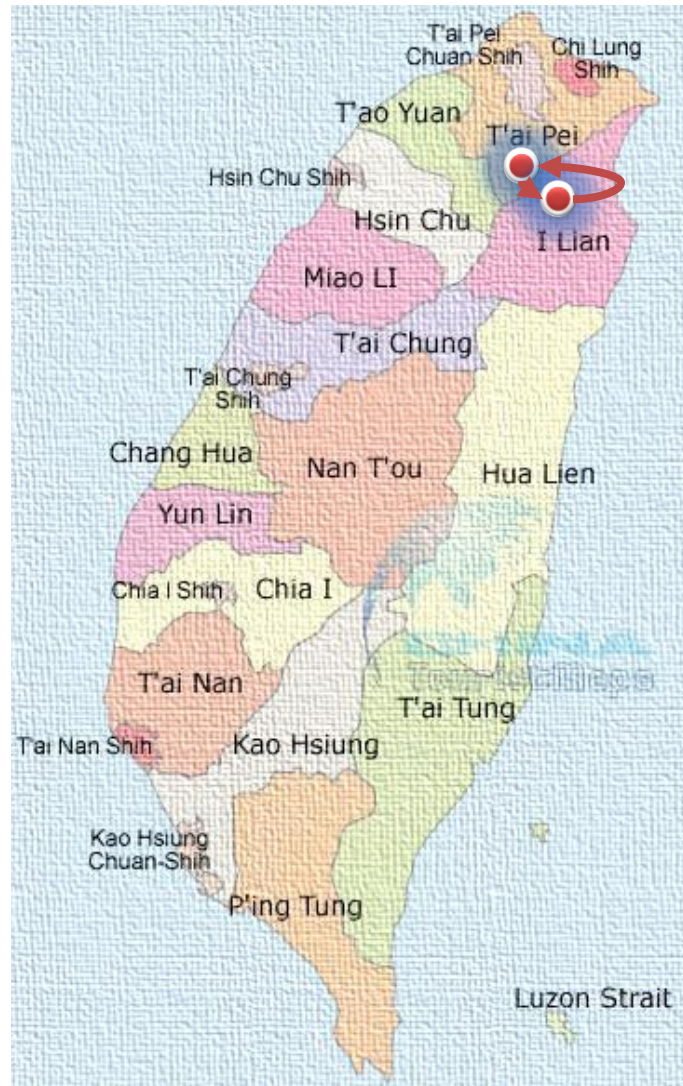 T'ai Pei
Chuan Shih
Chi Lung
Shih
T'ao Yuan
T'ai Pei
Hsin Chu Shih
Hsin Chu
I Lian
Miao LI
T'ai Chung
T'ai Chung
Shih
Chang Hua
Nan T'ou
Hua Lien
Yun Lin
Chia I Shih
Chia I
T'ai Nan
T'ai Tung
T'ai Nan Shih
Kao Hsiung
Kao Hsiung
Chuan-Shih
P'ing Tung
Luzon Strait